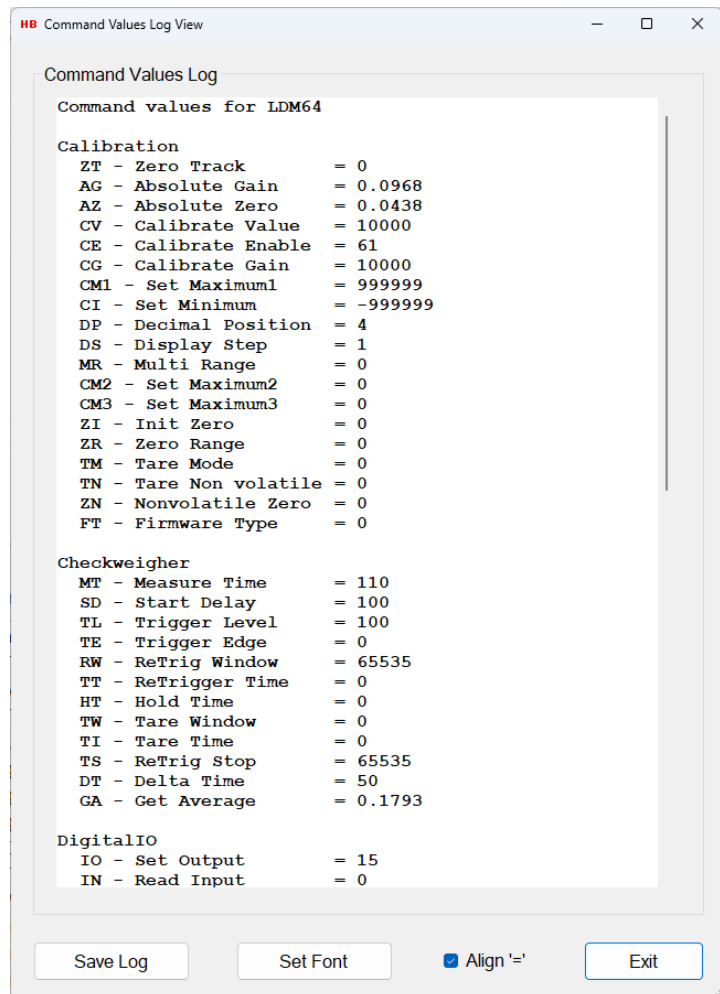 HB Command Values Log View
Command Values Log
Command values for LDM64
Calibration
ZT - Zero Track = 0
AG - Absolute Gain = 0.0968
AZ - Absolute Zero = 0.0438
CV - Calibrate Value = 10000
CE - Calibrate Enable = 61
CG - Calibrate Gain = 10000
CM1 - Set Maximum1 = 999999
CI - Set Minimum = -999999
DP - Decimal Position = 4
DS - Display Step = 1
MR - Multi Range = 0
CM2 - Set Maximum2 = 0
CM3 - Set Maximum3 = 0
ZI - Init Zero = 0
ZR - Zero Range = 0
TM - Tare Mode = 0
TN - Tare Non volatile = 0
ZN - Nonvolatile Zero = 0
FT - Firmware Type = 0
Checkweigher
MT - Measure Time = 110
SD - Start Delay = 100
TL - Trigger Level = 100
TE - Trigger Edge = 0
RW - ReTrig Window = 65535
TT - ReTrigger Time = 0
HT - Hold Time = 0
TW - Tare Window = 0
TI - Tare Time = 0
TS - ReTrig Stop = 65535
DT - Delta Time = 50
GA - Get Average = 0.1793
DigitalIO
IO - Set Output = 15
IN - Read Input = 0
Save Log Set Font Align '=' Exit